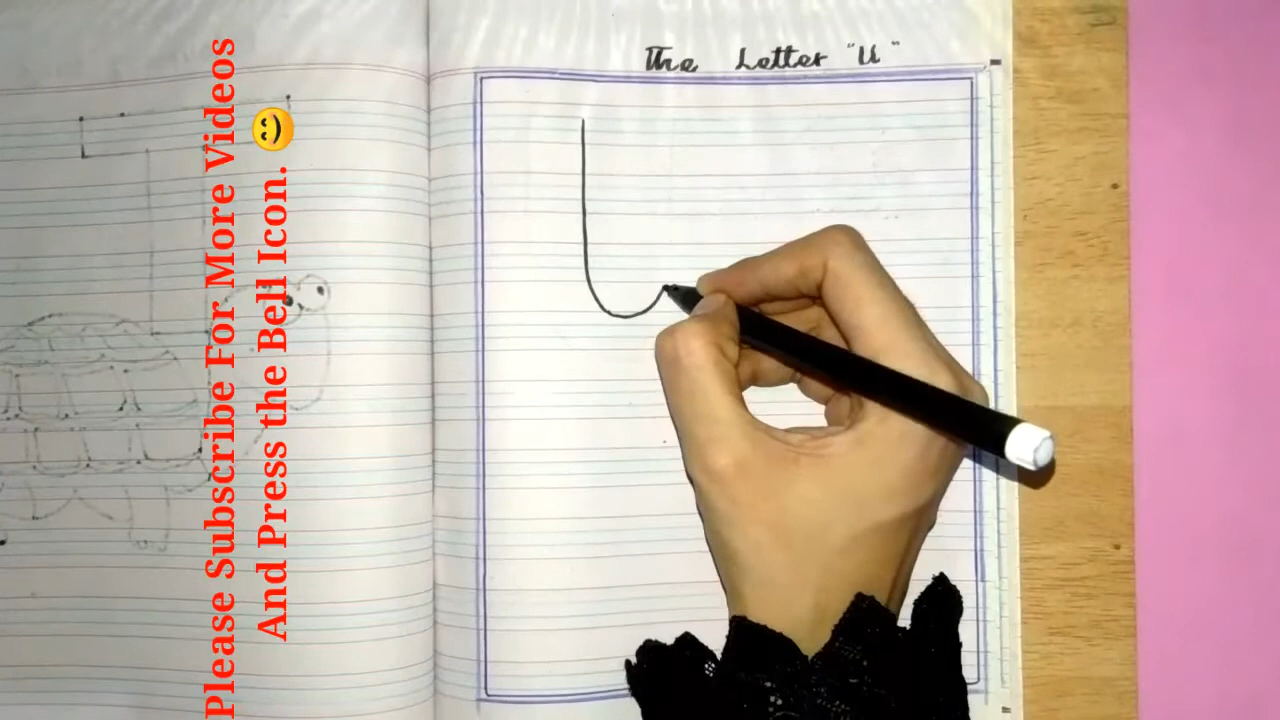 The Letter "U"
Please Subscribe For More Videos
And Press the Bell Icon.